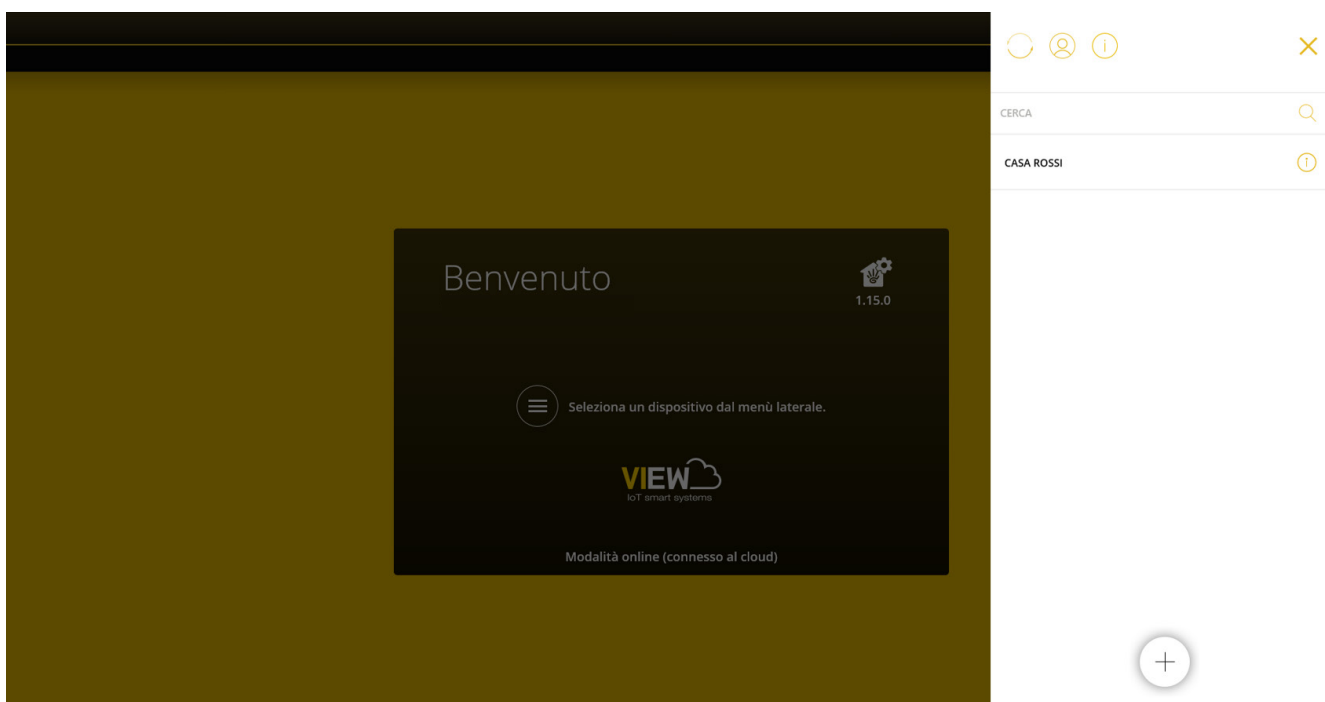 CERCA
CASA ROSSI
Benvenuto
1.15.0
Seleziona un dispositivo dal menù laterale.
VIEW
IoT smart systems
Modalità online (connesso al cloud)